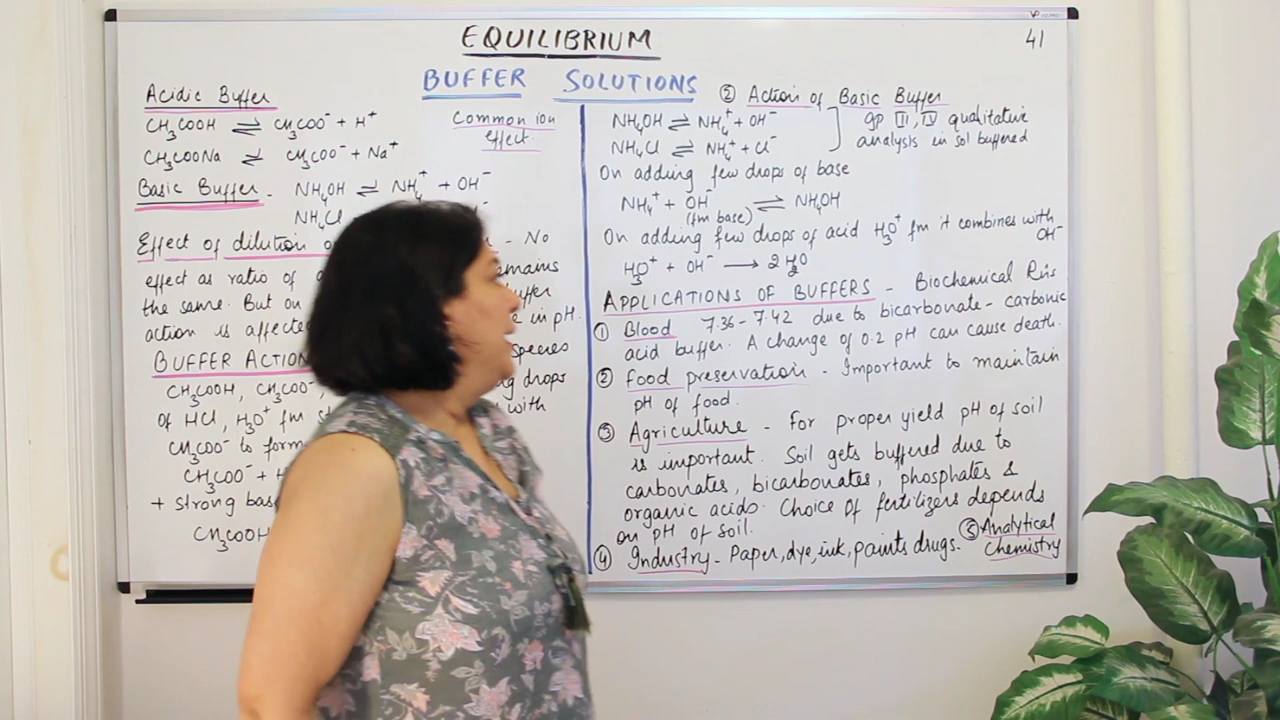 EQUILIBRIUM
41
BUFFER SOLUTIONS
Acidic Buffer
CH₃COOH ⇌ CH₃COO⁻ + H⁺
CH₃COONa ⇌ CH₃COO⁻ + Na⁺
Common ion
effect.
Basic Buffer - NH₄OH ⇌ NH₄⁺ + OH⁻
NH₄Cl
Effect of dilution - No
effect as ratio of remains
the same. But on buffer
action is affected in pH.
BUFFER ACTION species
CH₃COOH, CH₃COO⁻, drops
of HCl, H₃O⁺ fm with
CH₃COO⁻ to form
CH₃COO⁻ + H
+ strong base
CH₃COOH
② Action of Basic Buffer
NH₄OH ⇌ NH₄⁺ + OH⁻ ] gp III, IV qualitative
NH₄Cl ⇌ NH₄⁺ + Cl⁻ analysis in sol buffered
On adding few drops of base
NH₄⁺ + OH⁻ ⇌ NH₄OH
(fm base)
On adding few drops of acid H₃O⁺ fm it combines with
OH⁻
H₃O⁺ + OH⁻ → 2H₂O
APPLICATIONS OF BUFFERS - Biochemical Rns
① Blood 7.36-7.42 due to bicarbonate-carbonic
acid buffer. A change of 0.2 pH can cause death.
② Food preservation - Important to maintain
pH of food.
③ Agriculture - for proper yield pH of soil
is important. Soil gets buffered due to
carbonates, bicarbonates, phosphates &
organic acids. Choice of fertilizers depends
on pH of soil.
④ Industry - Paper, dye, ink, paints drugs. ⑤ Analytical
Chemistry